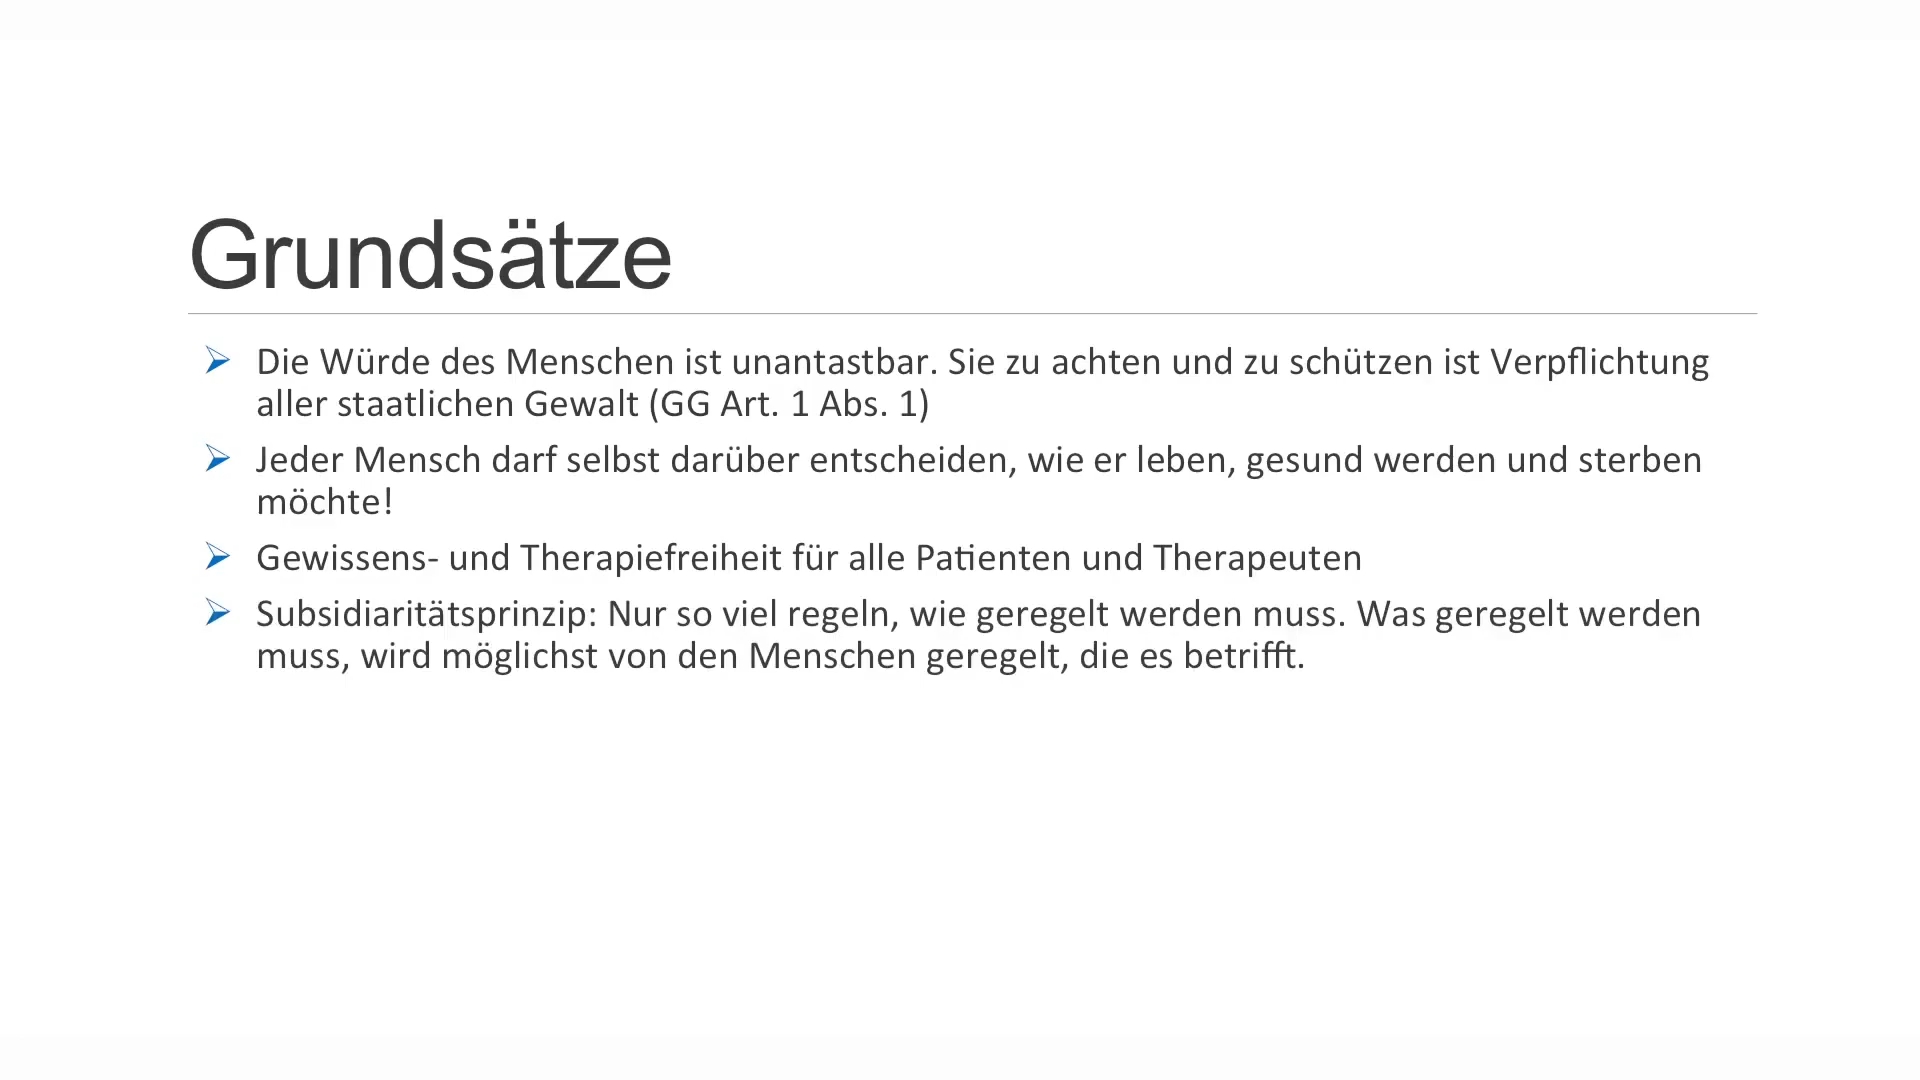 Grundsätze
Die Würde des Menschen ist unantastbar. Sie zu achten und zu schützen ist Verpflichtung
aller staatlichen Gewalt (GG Art. 1 Abs. 1)
Jeder Mensch darf selbst darüber entscheiden, wie er leben, gesund werden und sterben
möchte!
Gewissens- und Therapiefreiheit für alle Patienten und Therapeuten
Subsidiaritätsprinzip: Nur so viel regeln, wie geregelt werden muss. Was geregelt werden
muss, wird möglichst von den Menschen geregelt, die es betrifft.